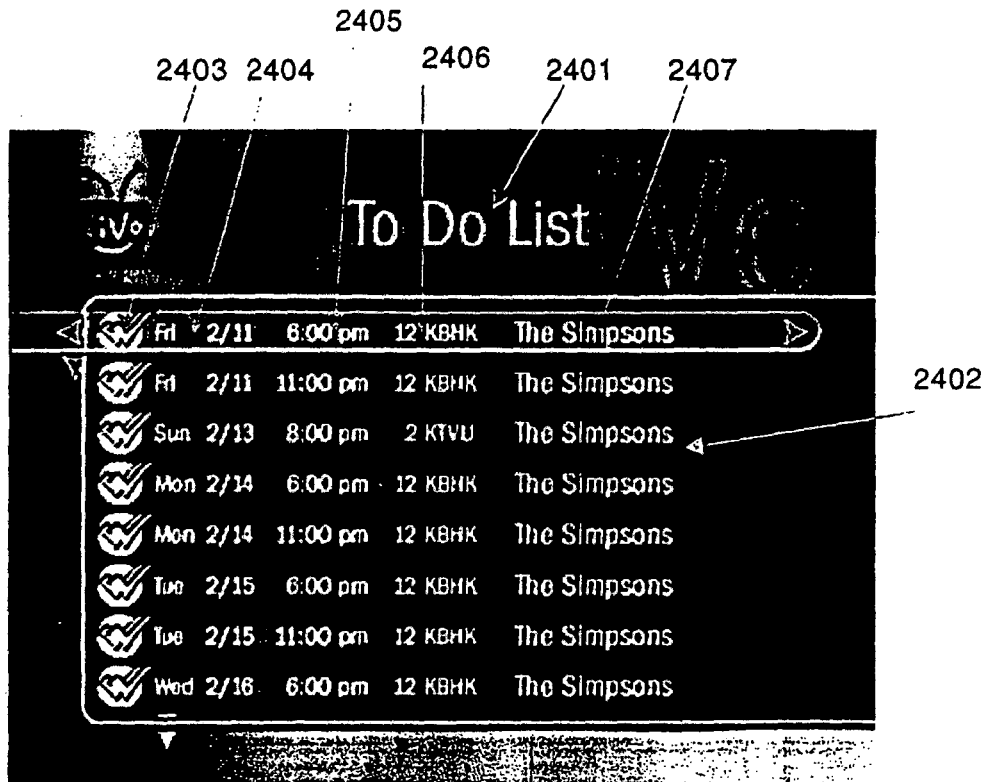 2405
2403 2404 2406 2401 2407
To Do List
Fri 2/11 6:00 pm 12 KBHK The Simpsons
Fri 2/11 11:00 pm 12 KBHK The Simpsons
2402
Sun 2/13 8:00 pm 2 KTVU The Simpsons
Mon 2/14 6:00 pm 12 KBHK The Simpsons
Mon 2/14 11:00 pm 12 KBHK The Simpsons
Tue 2/15 6:00 pm 12 KBHK The Simpsons
Tue 2/15 11:00 pm 12 KBHK The Simpsons
Wed 2/16 6:00 pm 12 KBHK The Simpsons